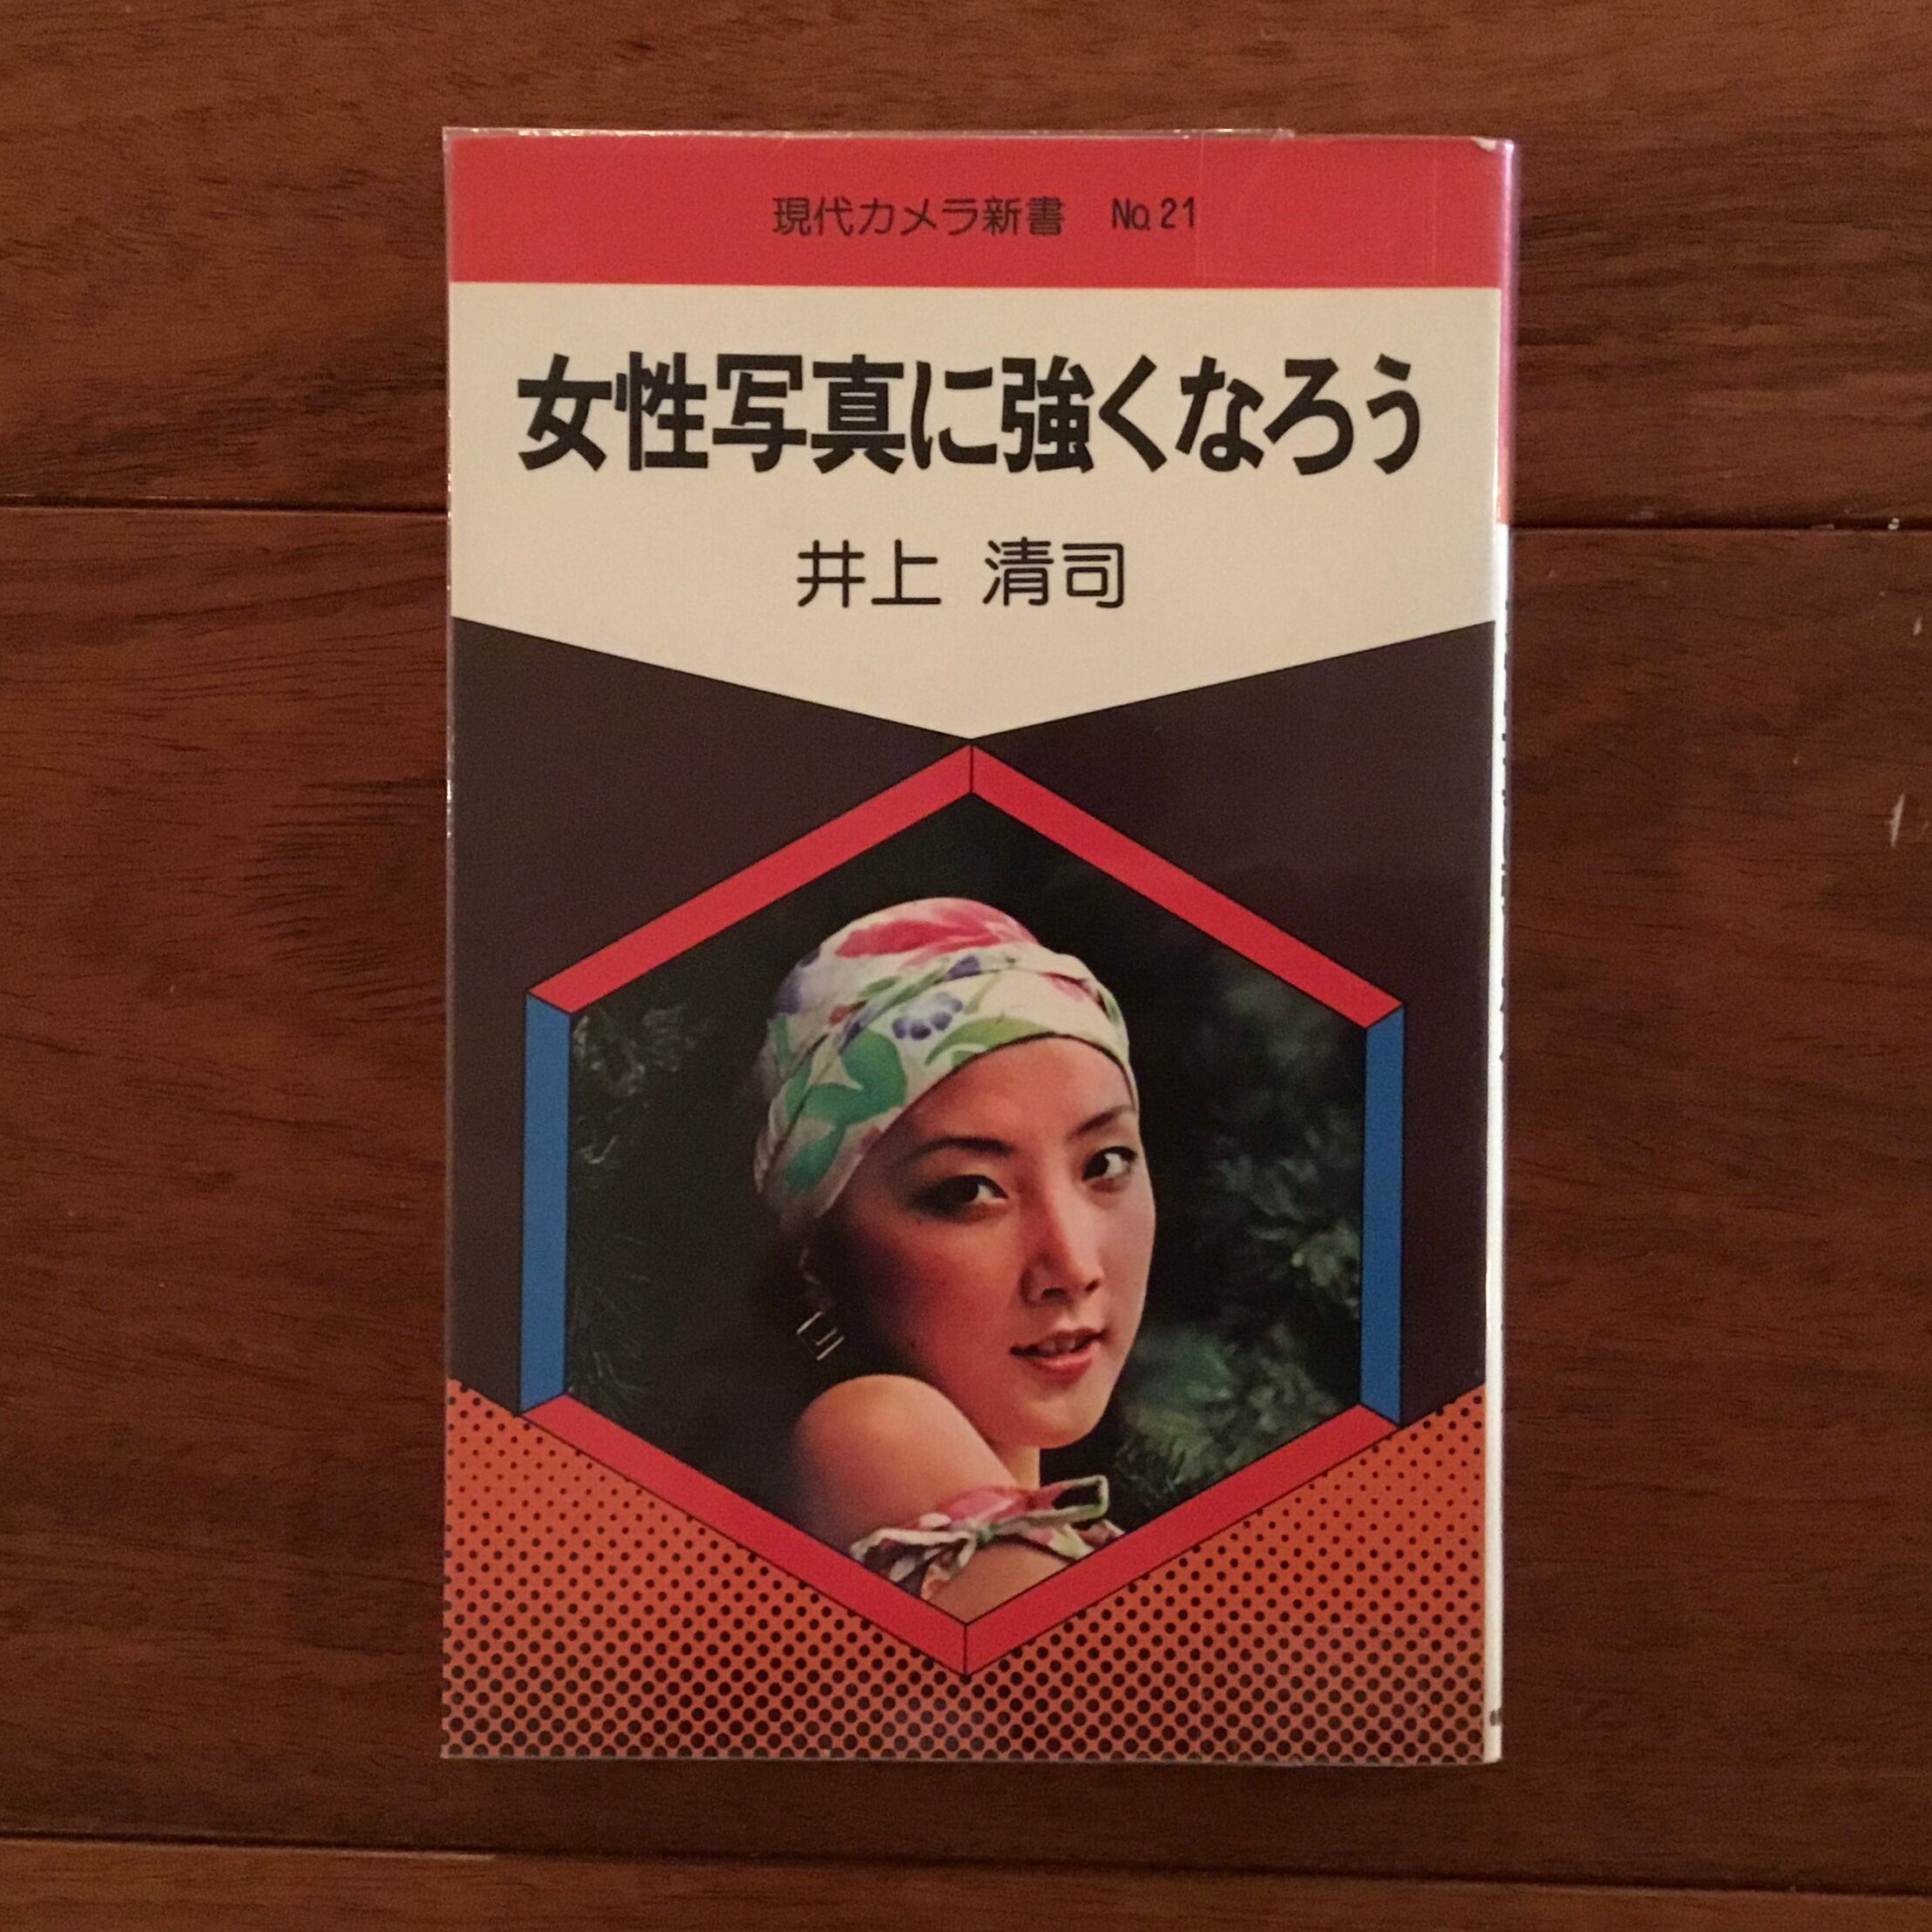 現代カメラ新書 No.21
女性写真に強くなろう
井上 清司